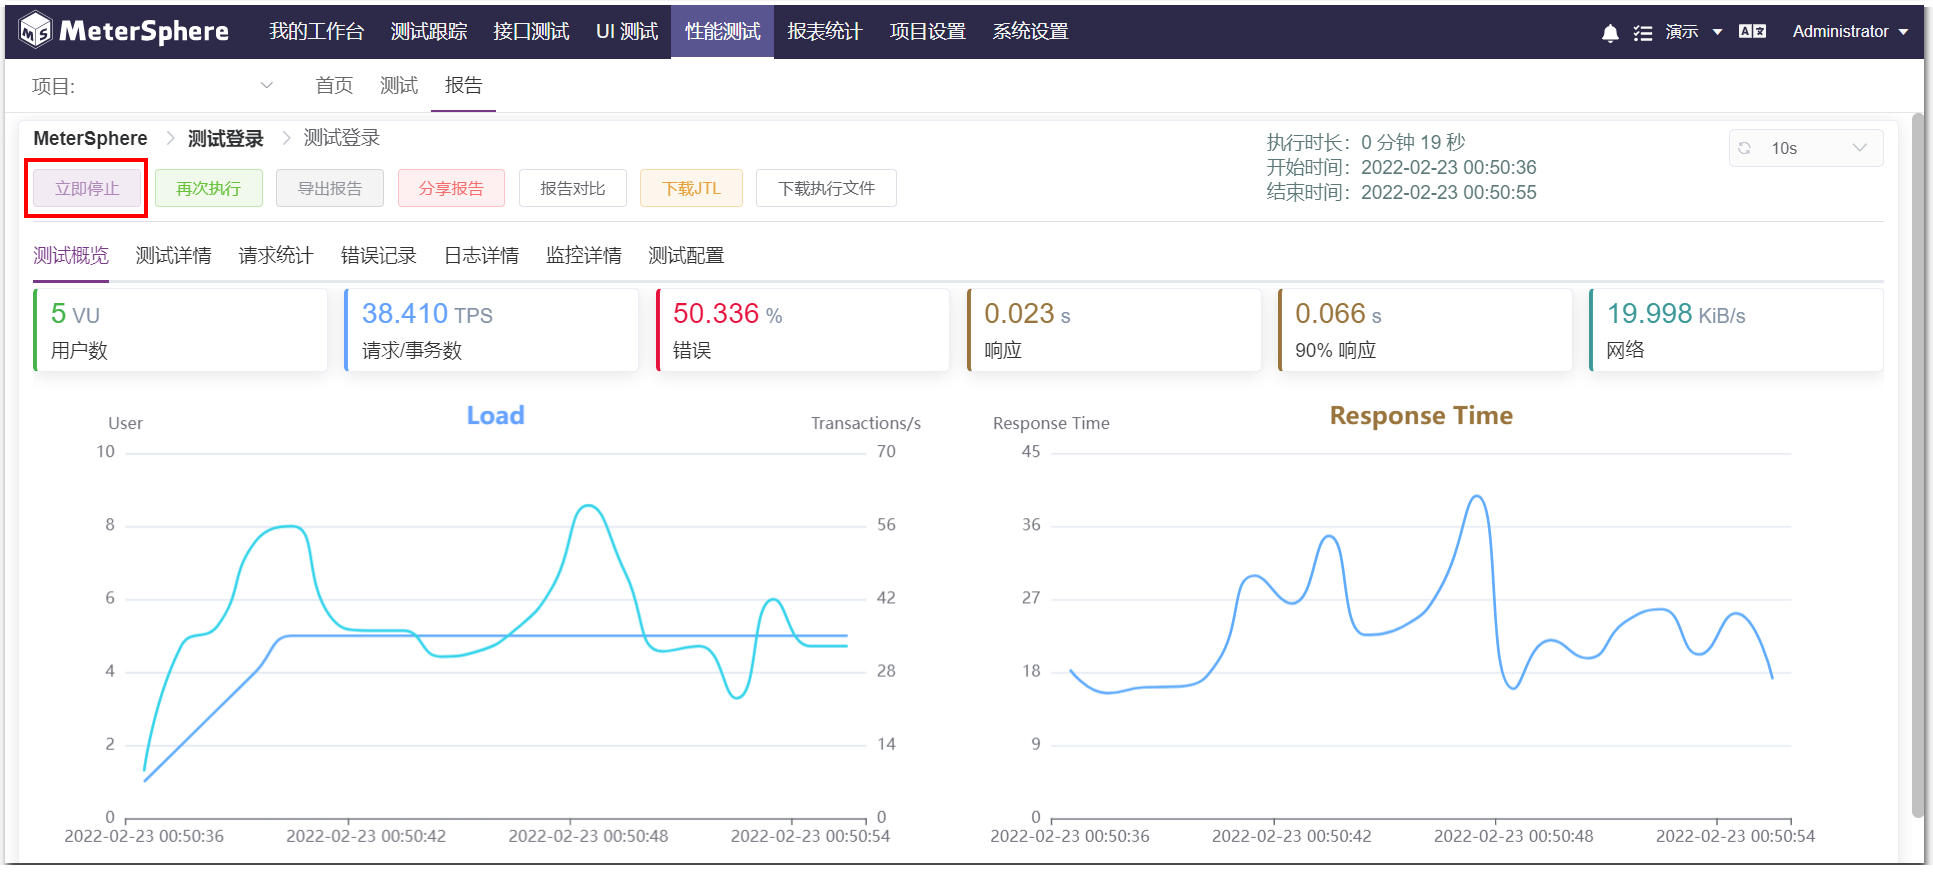 MeterSphere 我的工作台 测试跟踪 接口测试 UI 测试 性能测试 报表统计 项目设置 系统设置 演示 Administrator
项目: 首页 测试 报告
MeterSphere 测试登录 测试登录
执行时长: 0 分钟 19 秒
开始时间: 2022-02-23 00:50:36
结束时间: 2022-02-23 00:50:55
10s
立即停止 再次执行 导出报告 分享报告 报告对比 下载JTL 下载执行文件
测试概览 测试详情 请求统计 错误记录 日志详情 监控详情 测试配置
5 VU
用户数
38.410 TPS
请求/事务数
50.336 %
错误
0.023 s
响应
0.066 s
90% 响应
19.998 KiB/s
网络
Load
User
Transactions/s
10
8
6
4
2
0
70
56
42
28
14
0
2022-02-23 00:50:36 2022-02-23 00:50:42 2022-02-23 00:50:48 2022-02-23 00:50:54
Response Time
Response Time
45
36
27
18
9
0
2022-02-23 00:50:36 2022-02-23 00:50:42 2022-02-23 00:50:48 2022-02-23 00:50:54